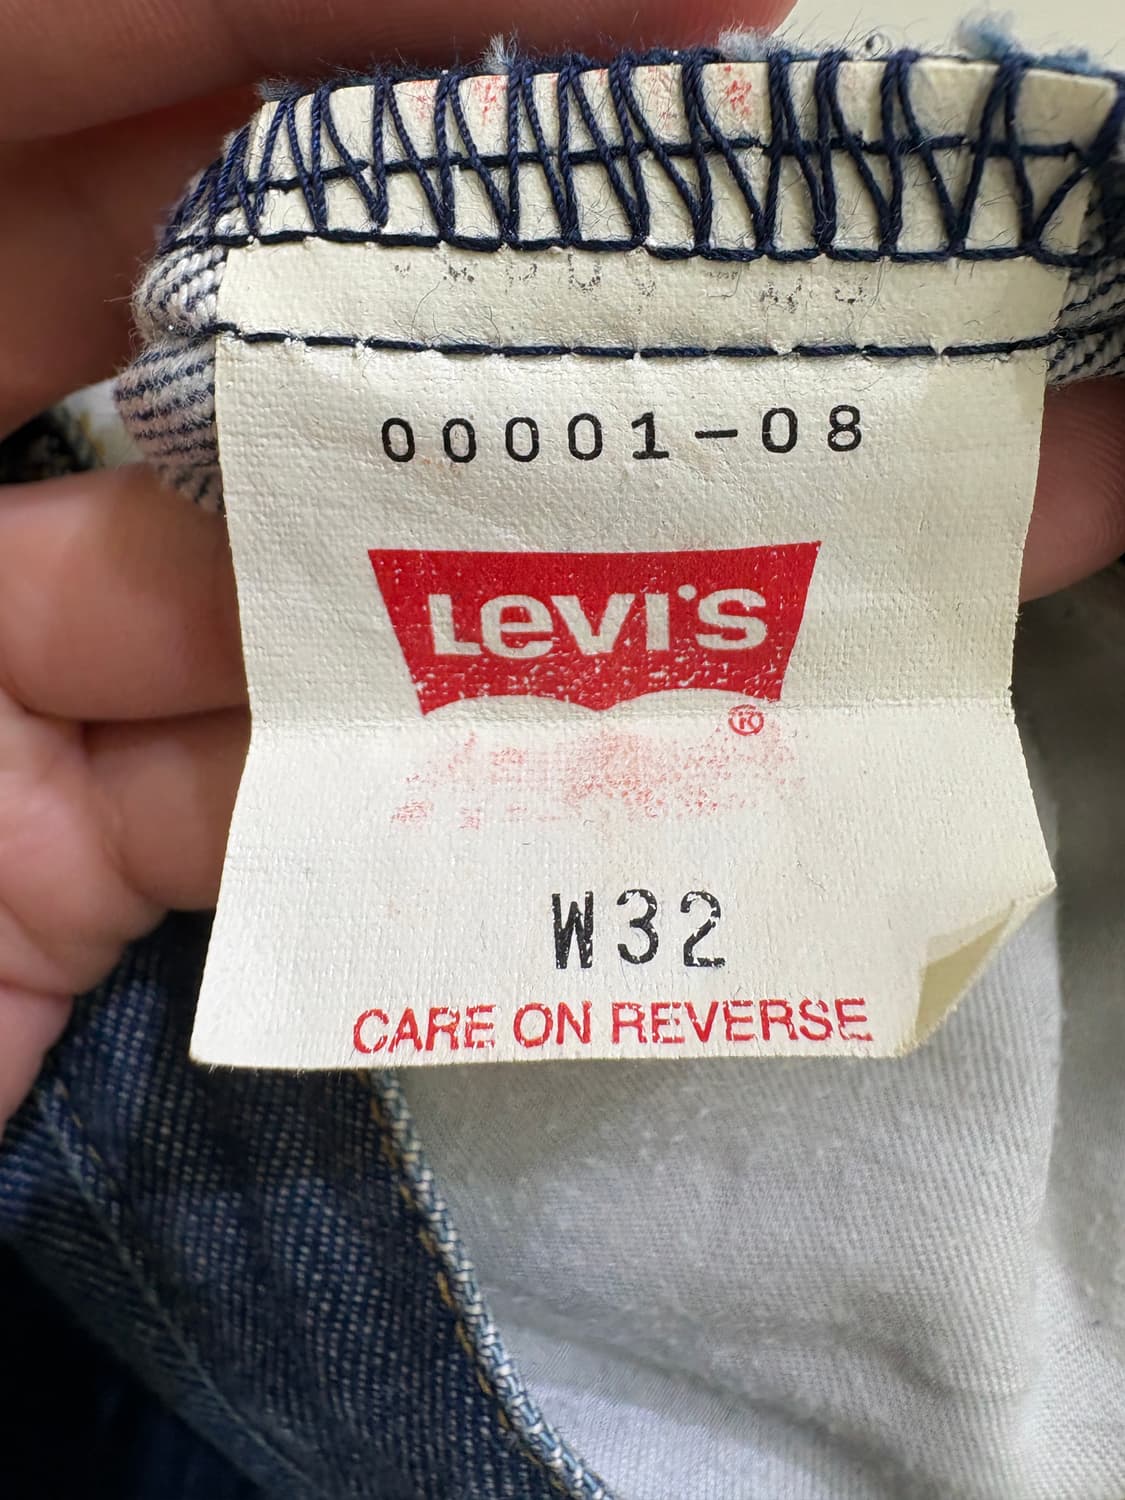 00001-08
Levi's
®
W32
CARE ON REVERSE